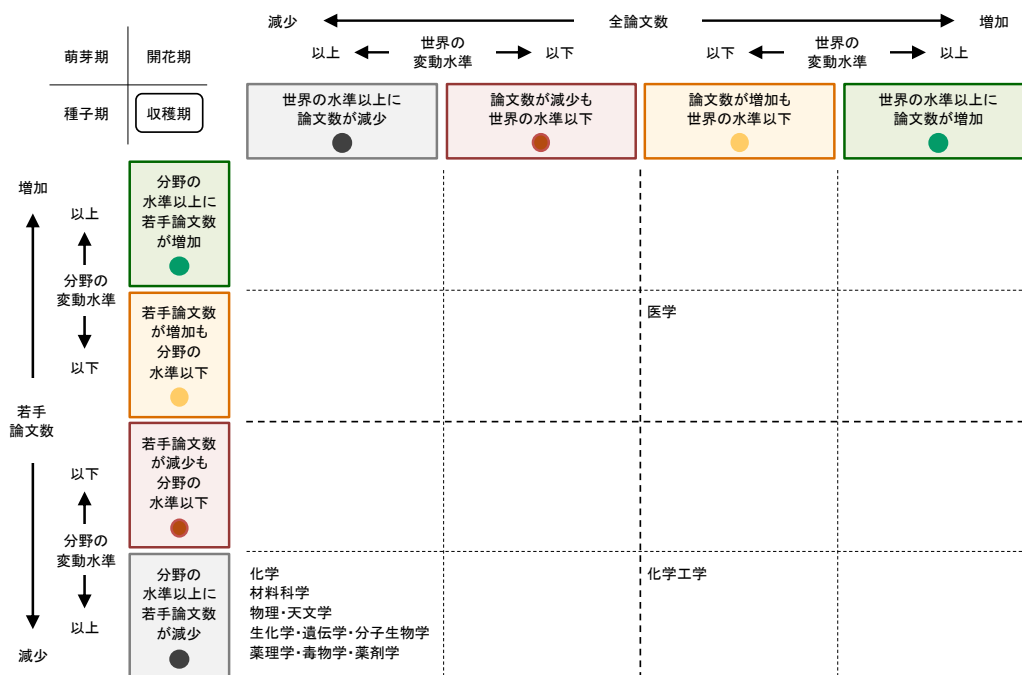 減少
全論文数
増加
以上
世界の
変動水準
以下
以下
世界の
変動水準
以上
萌芽期
開花期
種子期
収穫期
世界の水準以上に
論文数が減少
論文数が減少も
世界の水準以下
論文数が増加も
世界の水準以下
世界の水準以上に
論文数が増加
増加
以上
分野の
変動水準
以下
若手
論文数
以下
分野の
変動水準
以上
減少
分野の
水準以上に
若手論文数
が増加
若手論文数
が増加も
分野の
水準以下
医学
若手論文数
が減少も
分野の
水準以下
分野の
水準以上に
若手論文数
が減少
化学
材料科学
物理・天文学
生化学・遺伝学・分子生物学
薬理学・毒物学・薬剤学
化学工学